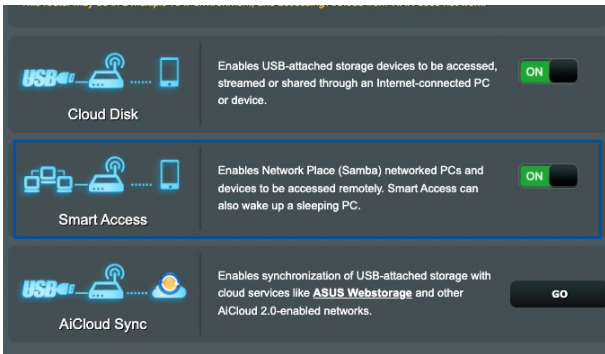 USB
Cloud Disk
Enables USB-attached storage devices to be accessed,
streamed or shared through an Internet-connected PC
or device.
ON
Smart Access
Enables Network Place (Samba) networked PCs and
devices to be accessed remotely. Smart Access can
also wake up a sleeping PC.
ON
USB
AiCloud Sync
Enables synchronization of USB-attached storage with
cloud services like ASUS Webstorage and other
AiCloud 2.0-enabled networks.
GO